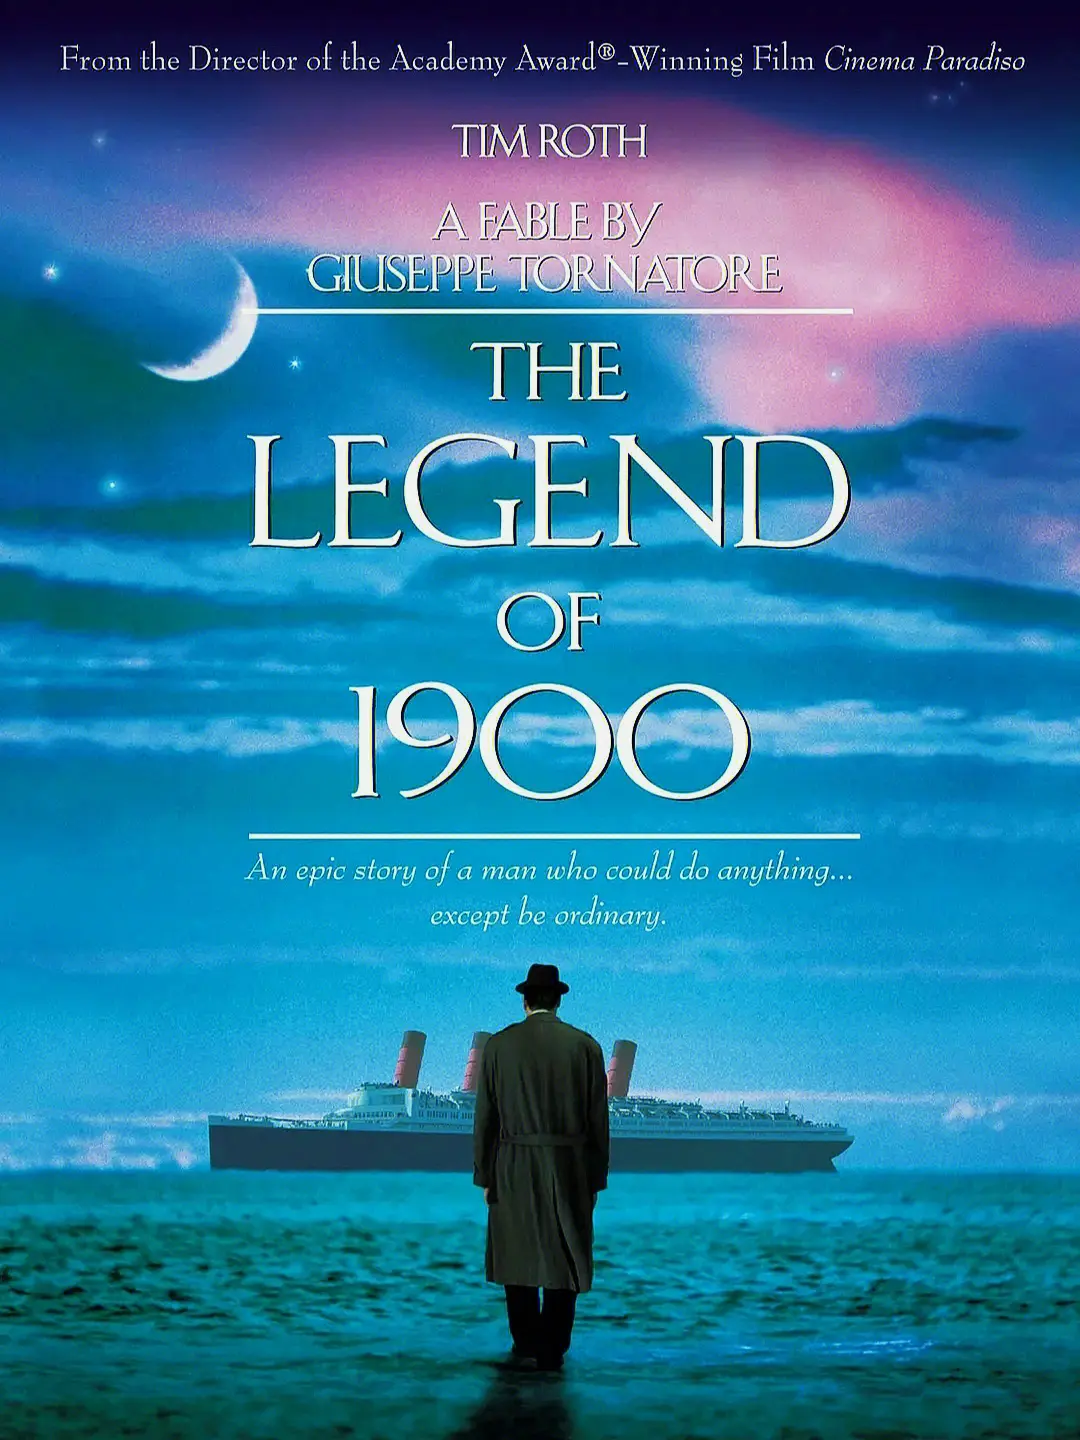 From the Director of the Academy Award®-Winning Film Cinema Paradiso
TIM ROTH
A FABLE BY
GIUSEPPE TORNATORE
THE
LEGEND
OF
1900
An epic story of a man who could do anything...
except be ordinary.